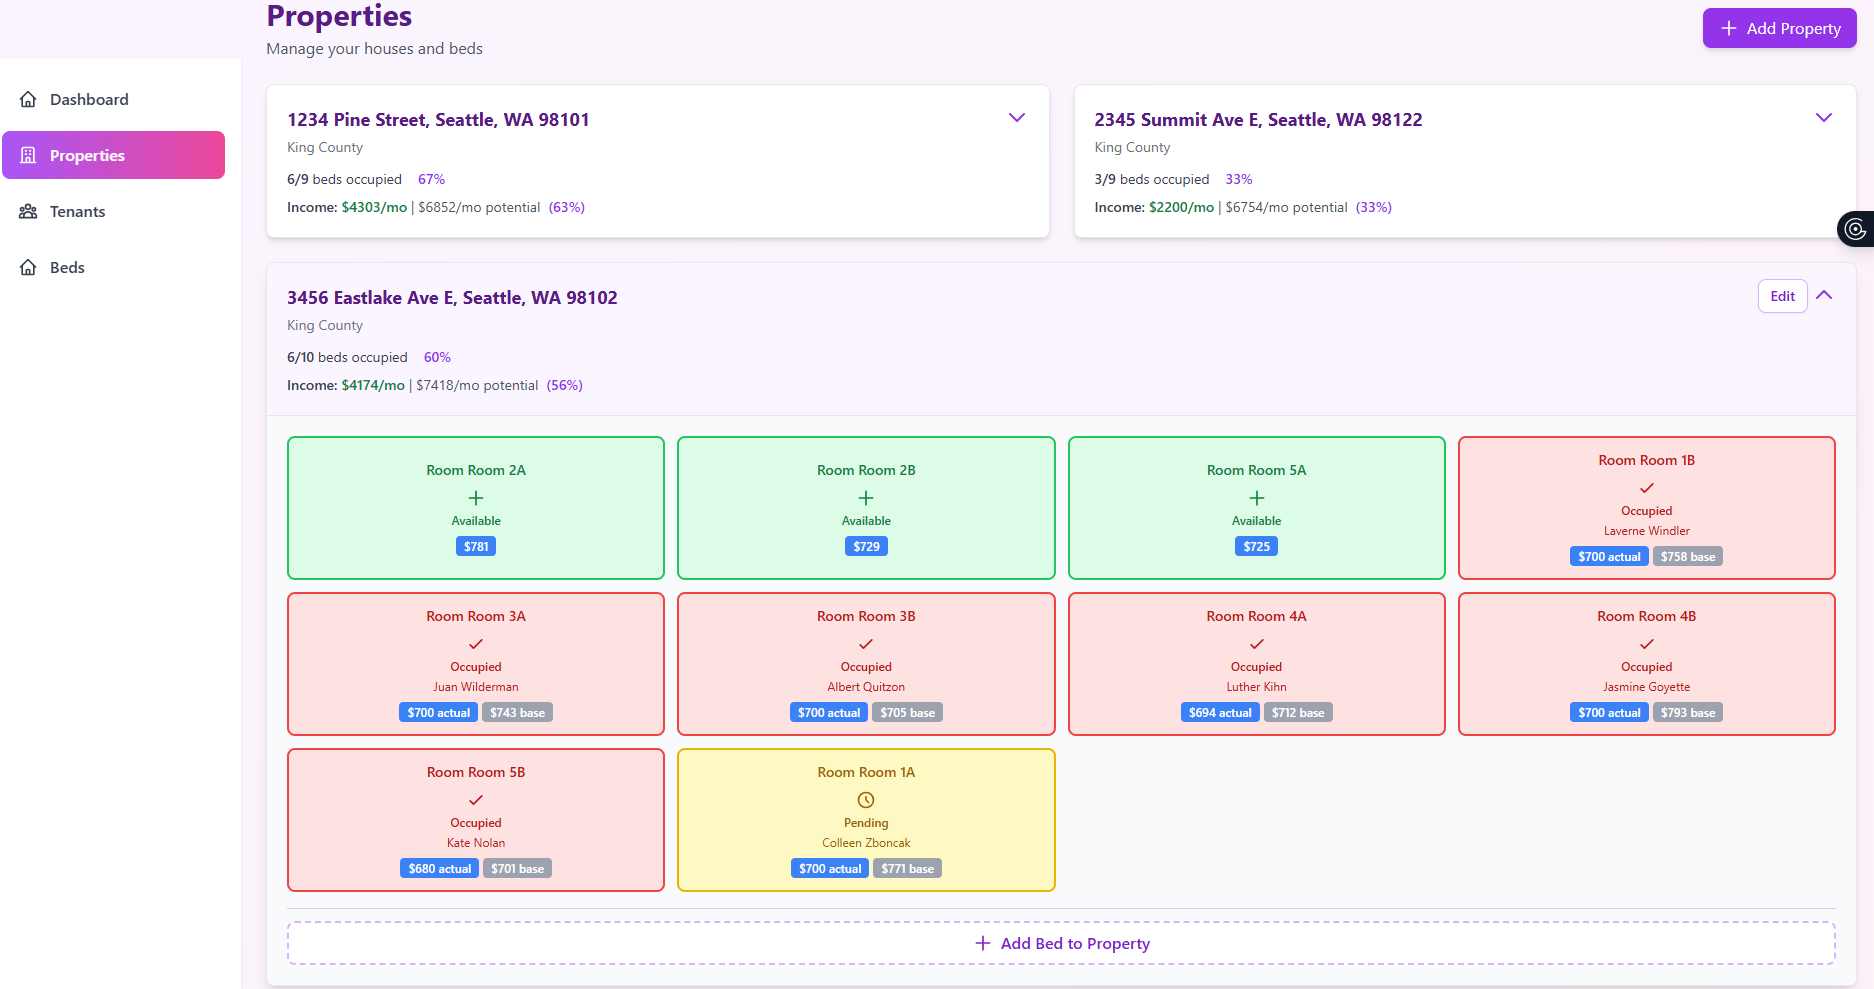 Properties
Manage your houses and beds
Add Property
Dashboard
Properties
Tenants
Beds
1234 Pine Street, Seattle, WA 98101
King County
6/9 beds occupied 67%
Income: $4303/mo | $6852/mo potential (63%)
2345 Summit Ave E, Seattle, WA 98122
King County
3/9 beds occupied 33%
Income: $2200/mo | $6754/mo potential (33%)
3456 Eastlake Ave E, Seattle, WA 98102
Edit
King County
6/10 beds occupied 60%
Income: $4174/mo | $7418/mo potential (56%)
Room Room 2A
Available
$781
Room Room 2B
Available
$729
Room Room 5A
Available
$725
Room Room 1B
Occupied
Laverne Windler
$700 actual $758 base
Room Room 3A
Occupied
Juan Wilderman
$700 actual $743 base
Room Room 3B
Occupied
Albert Quitzon
$700 actual $705 base
Room Room 4A
Occupied
Luther Kihn
$694 actual $712 base
Room Room 4B
Occupied
Jasmine Goyette
$700 actual $793 base
Room Room 5B
Occupied
Kate Nolan
$680 actual $701 base
Room Room 1A
Pending
Colleen Zboncak
$700 actual $771 base
Add Bed to Property